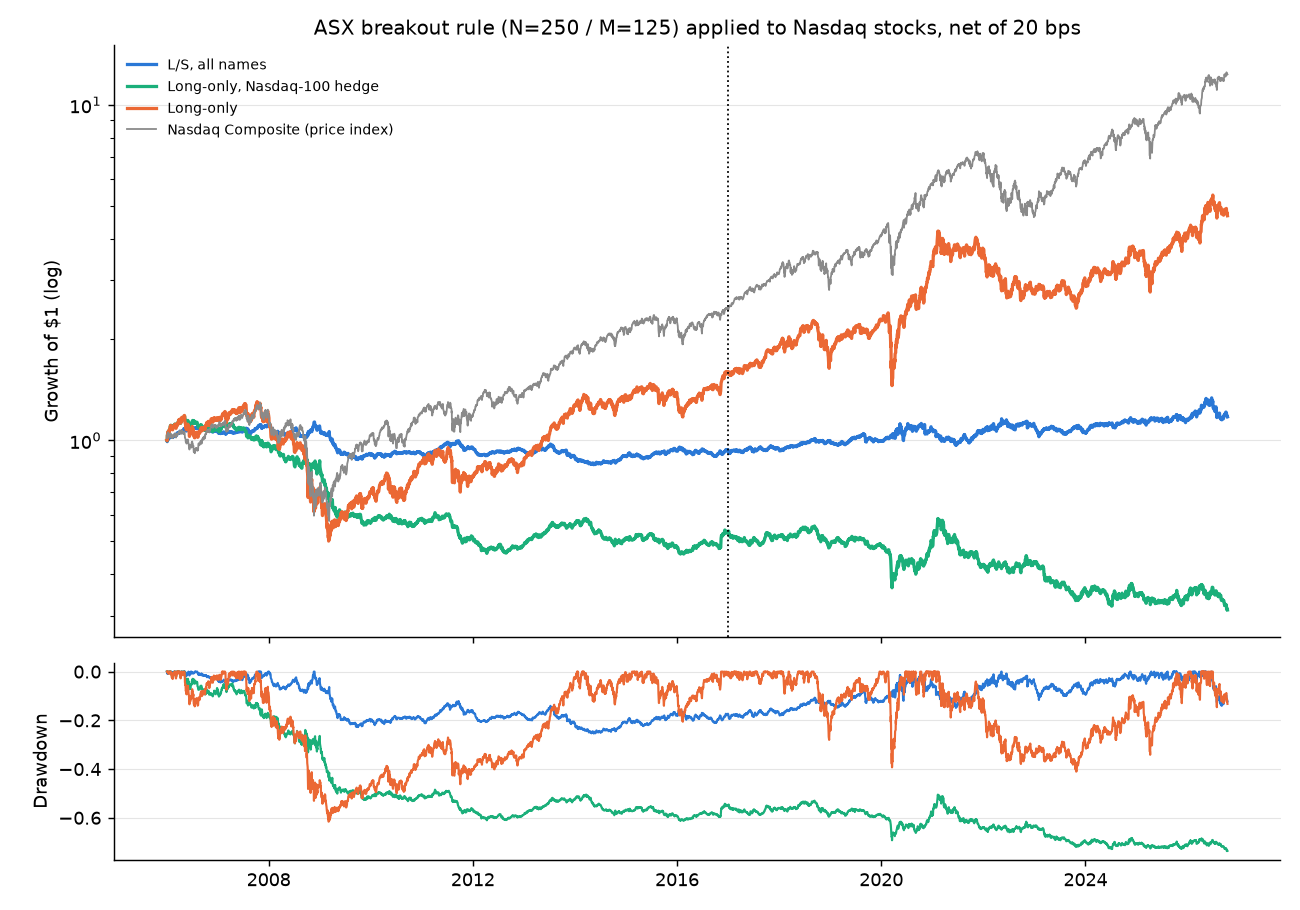 ASX breakout rule (N=250 / M=125) applied to Nasdaq stocks, net of 20 bps
L/S, all names
Long-only, Nasdaq-100 hedge
Long-only
Nasdaq Composite (price index)
Growth of $1 (log)
10¹
10⁰
Drawdown
0.0
−0.2
−0.4
−0.6
2008
2012
2016
2020
2024